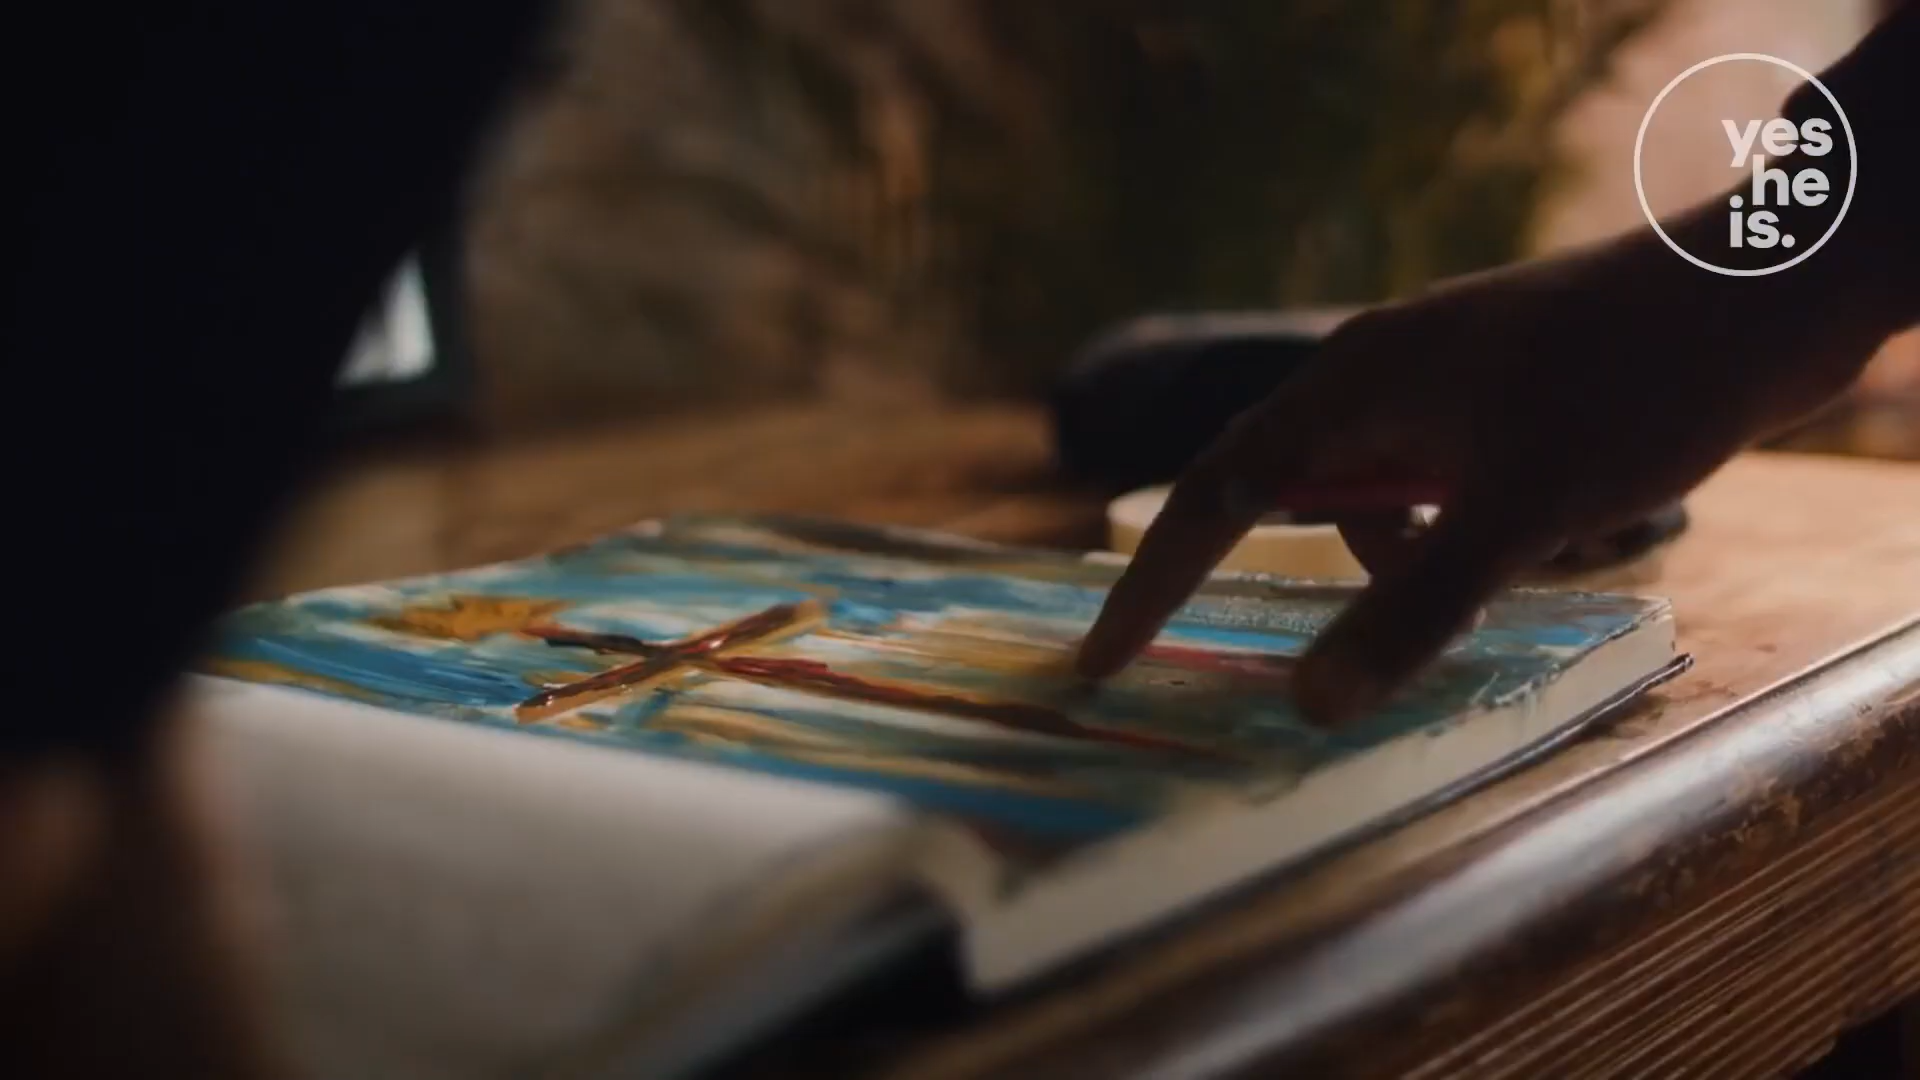 yes
he
is.